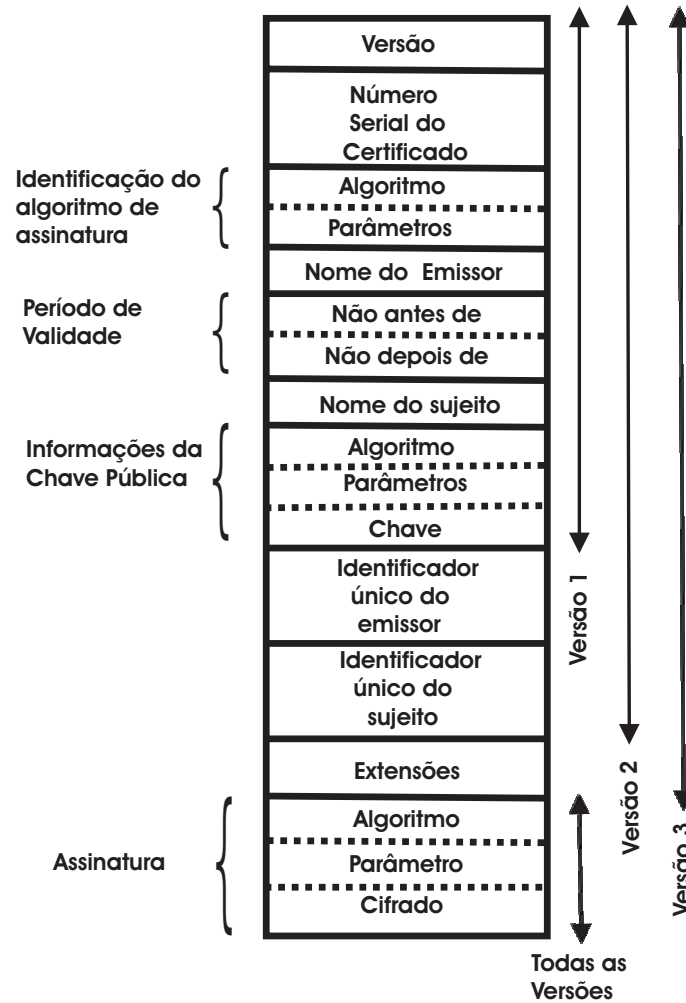 Versão
Número
Serial do
Certificado
Identificação do
algoritmo de
assinatura
Algoritmo
Parâmetros
Nome do Emissor
Período de
Validade
Não antes de
Não depois de
Nome do sujeito
Informações da
Chave Pública
Algoritmo
Parâmetros
Chave
Identificador
único do
emissor
Identificador
único do
sujeito
Extensões
Assinatura
Algoritmo
Parâmetro
Cifrado
Versão 1
Versão 2
Versão 3
Todas as
Versões